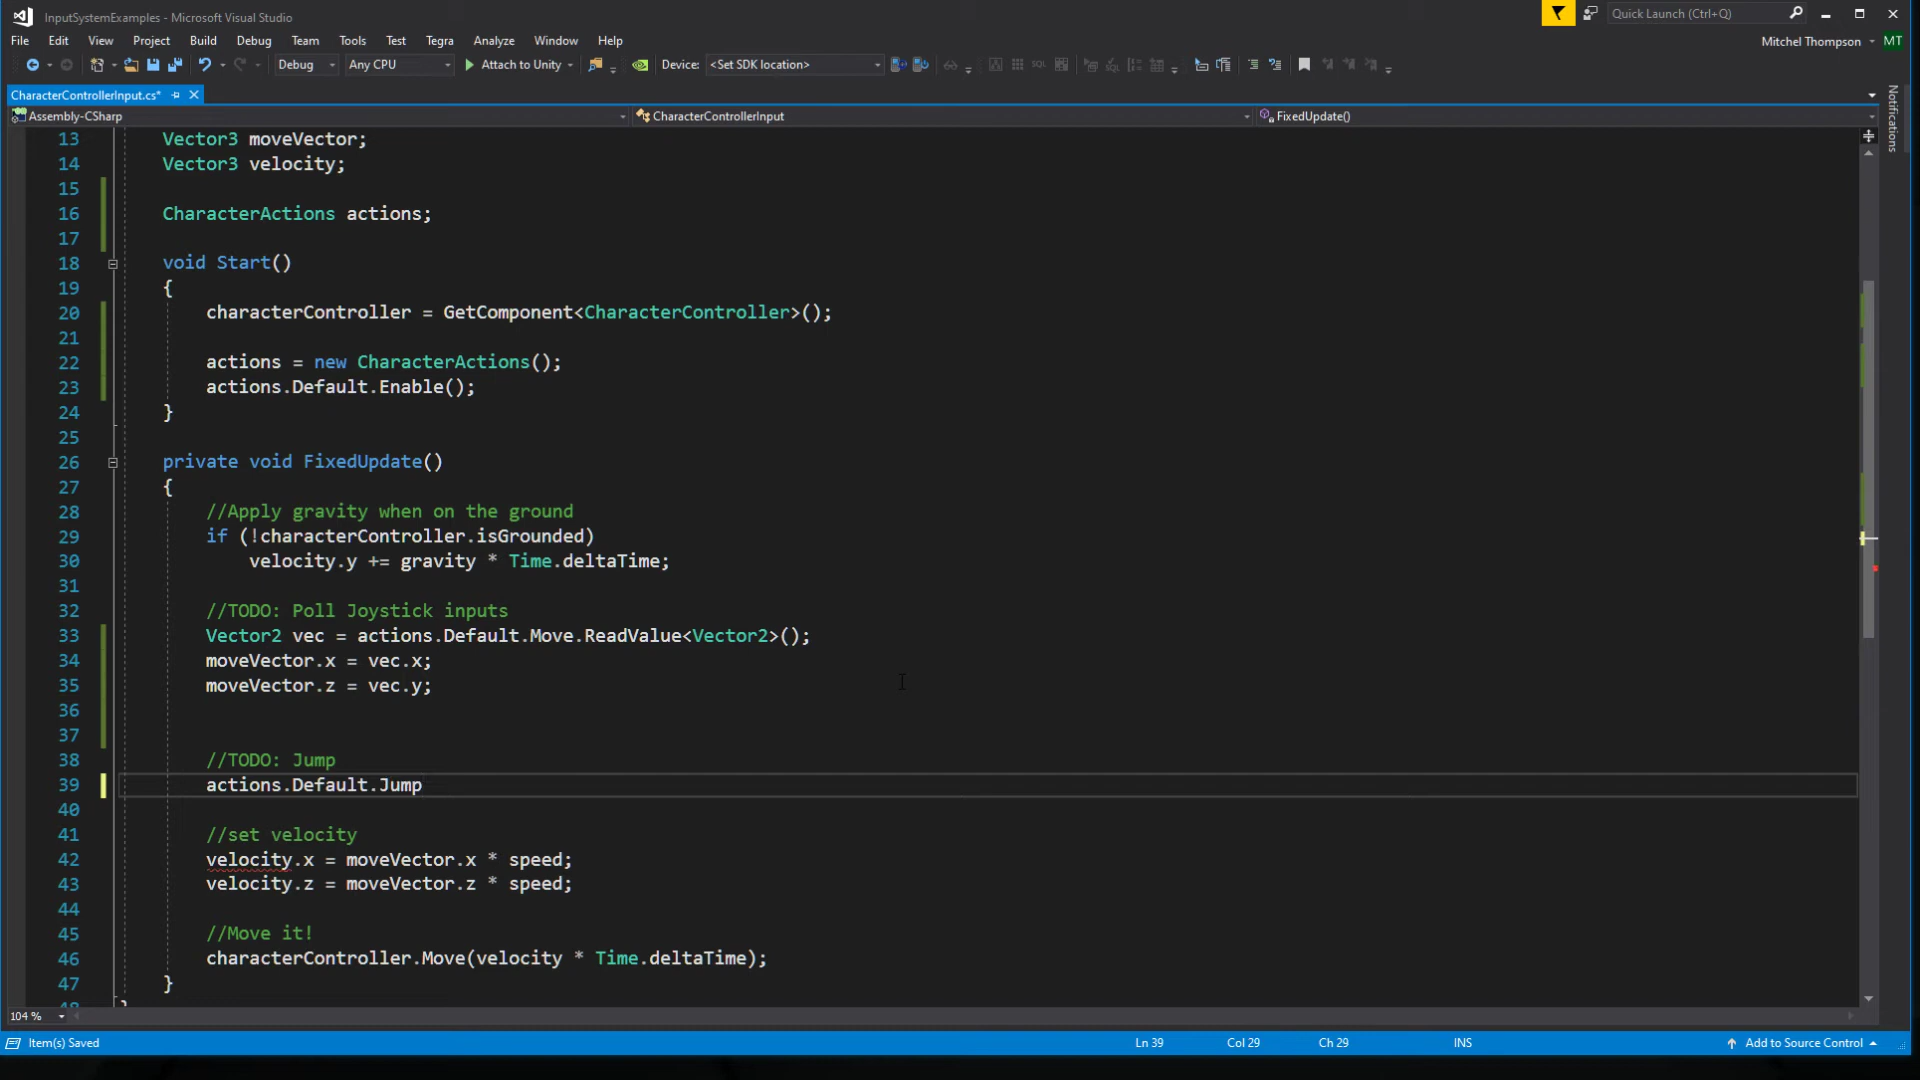 InputSystemExamples - Microsoft Visual Studio
Quick Launch (Ctrl+Q)
File Edit View Project Build Debug Team Tools Test Tegra Analyze Window Help
Mitchel Thompson MT
Debug Any CPU Attach to Unity Device: <Set SDK location>
CharacterControllerInput.cs*
Assembly-CSharp CharacterControllerInput FixedUpdate()
Notifications
13 Vector3 moveVector;
14 Vector3 velocity;
15
16 CharacterActions actions;
17
18 void Start()
19 {
20 characterController = GetComponent<CharacterController>();
21
22 actions = new CharacterActions();
23 actions.Default.Enable();
24 }
25
26 private void FixedUpdate()
27 {
28 //Apply gravity when on the ground
29 if (!characterController.isGrounded)
30 velocity.y += gravity * Time.deltaTime;
31
32 //TODO: Poll Joystick inputs
33 Vector2 vec = actions.Default.Move.ReadValue<Vector2>();
34 moveVector.x = vec.x;
35 moveVector.z = vec.y;
36
37
38 //TODO: Jump
39 actions.Default.Jump
40
41 //set velocity
42 velocity.x = moveVector.x * speed;
43 velocity.z = moveVector.z * speed;
44
45 //Move it!
46 characterController.Move(velocity * Time.deltaTime);
47 }
48 }
104 %
Item(s) Saved Ln 39 Col 29 Ch 29 INS Add to Source Control